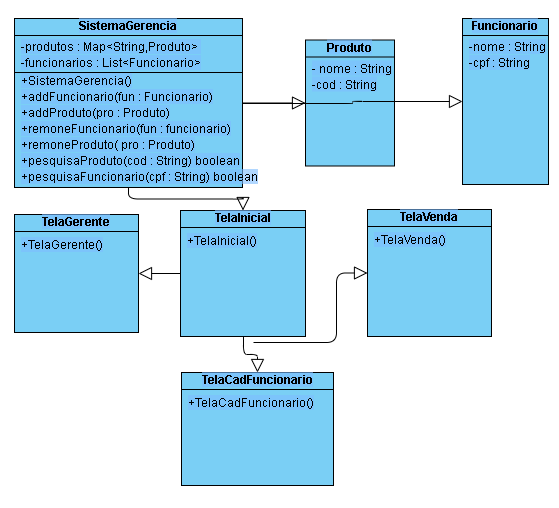 SistemaGerencia
-produtos : Map<String,Produto>
-funcionarios : List<Funcionario>
+SistemaGerencia()
+addFuncionario(fun : Funcionario)
+addProduto(pro : Produto)
+remoneFuncionario(fun : funcionario)
+remoneProduto( pro : Produto)
+pesquisaProduto(cod : String) boolean
+pesquisaFuncionario(cpf : String) boolean
Produto
- nome : String
-cod : String
Funcionario
-nome : String
-cpf : String
TelaGerente
+TelaGerente()
TelaInicial
+TelaInicial()
TelaVenda
+TelaVenda()
TelaCadFuncionario
+TelaCadFuncionario()